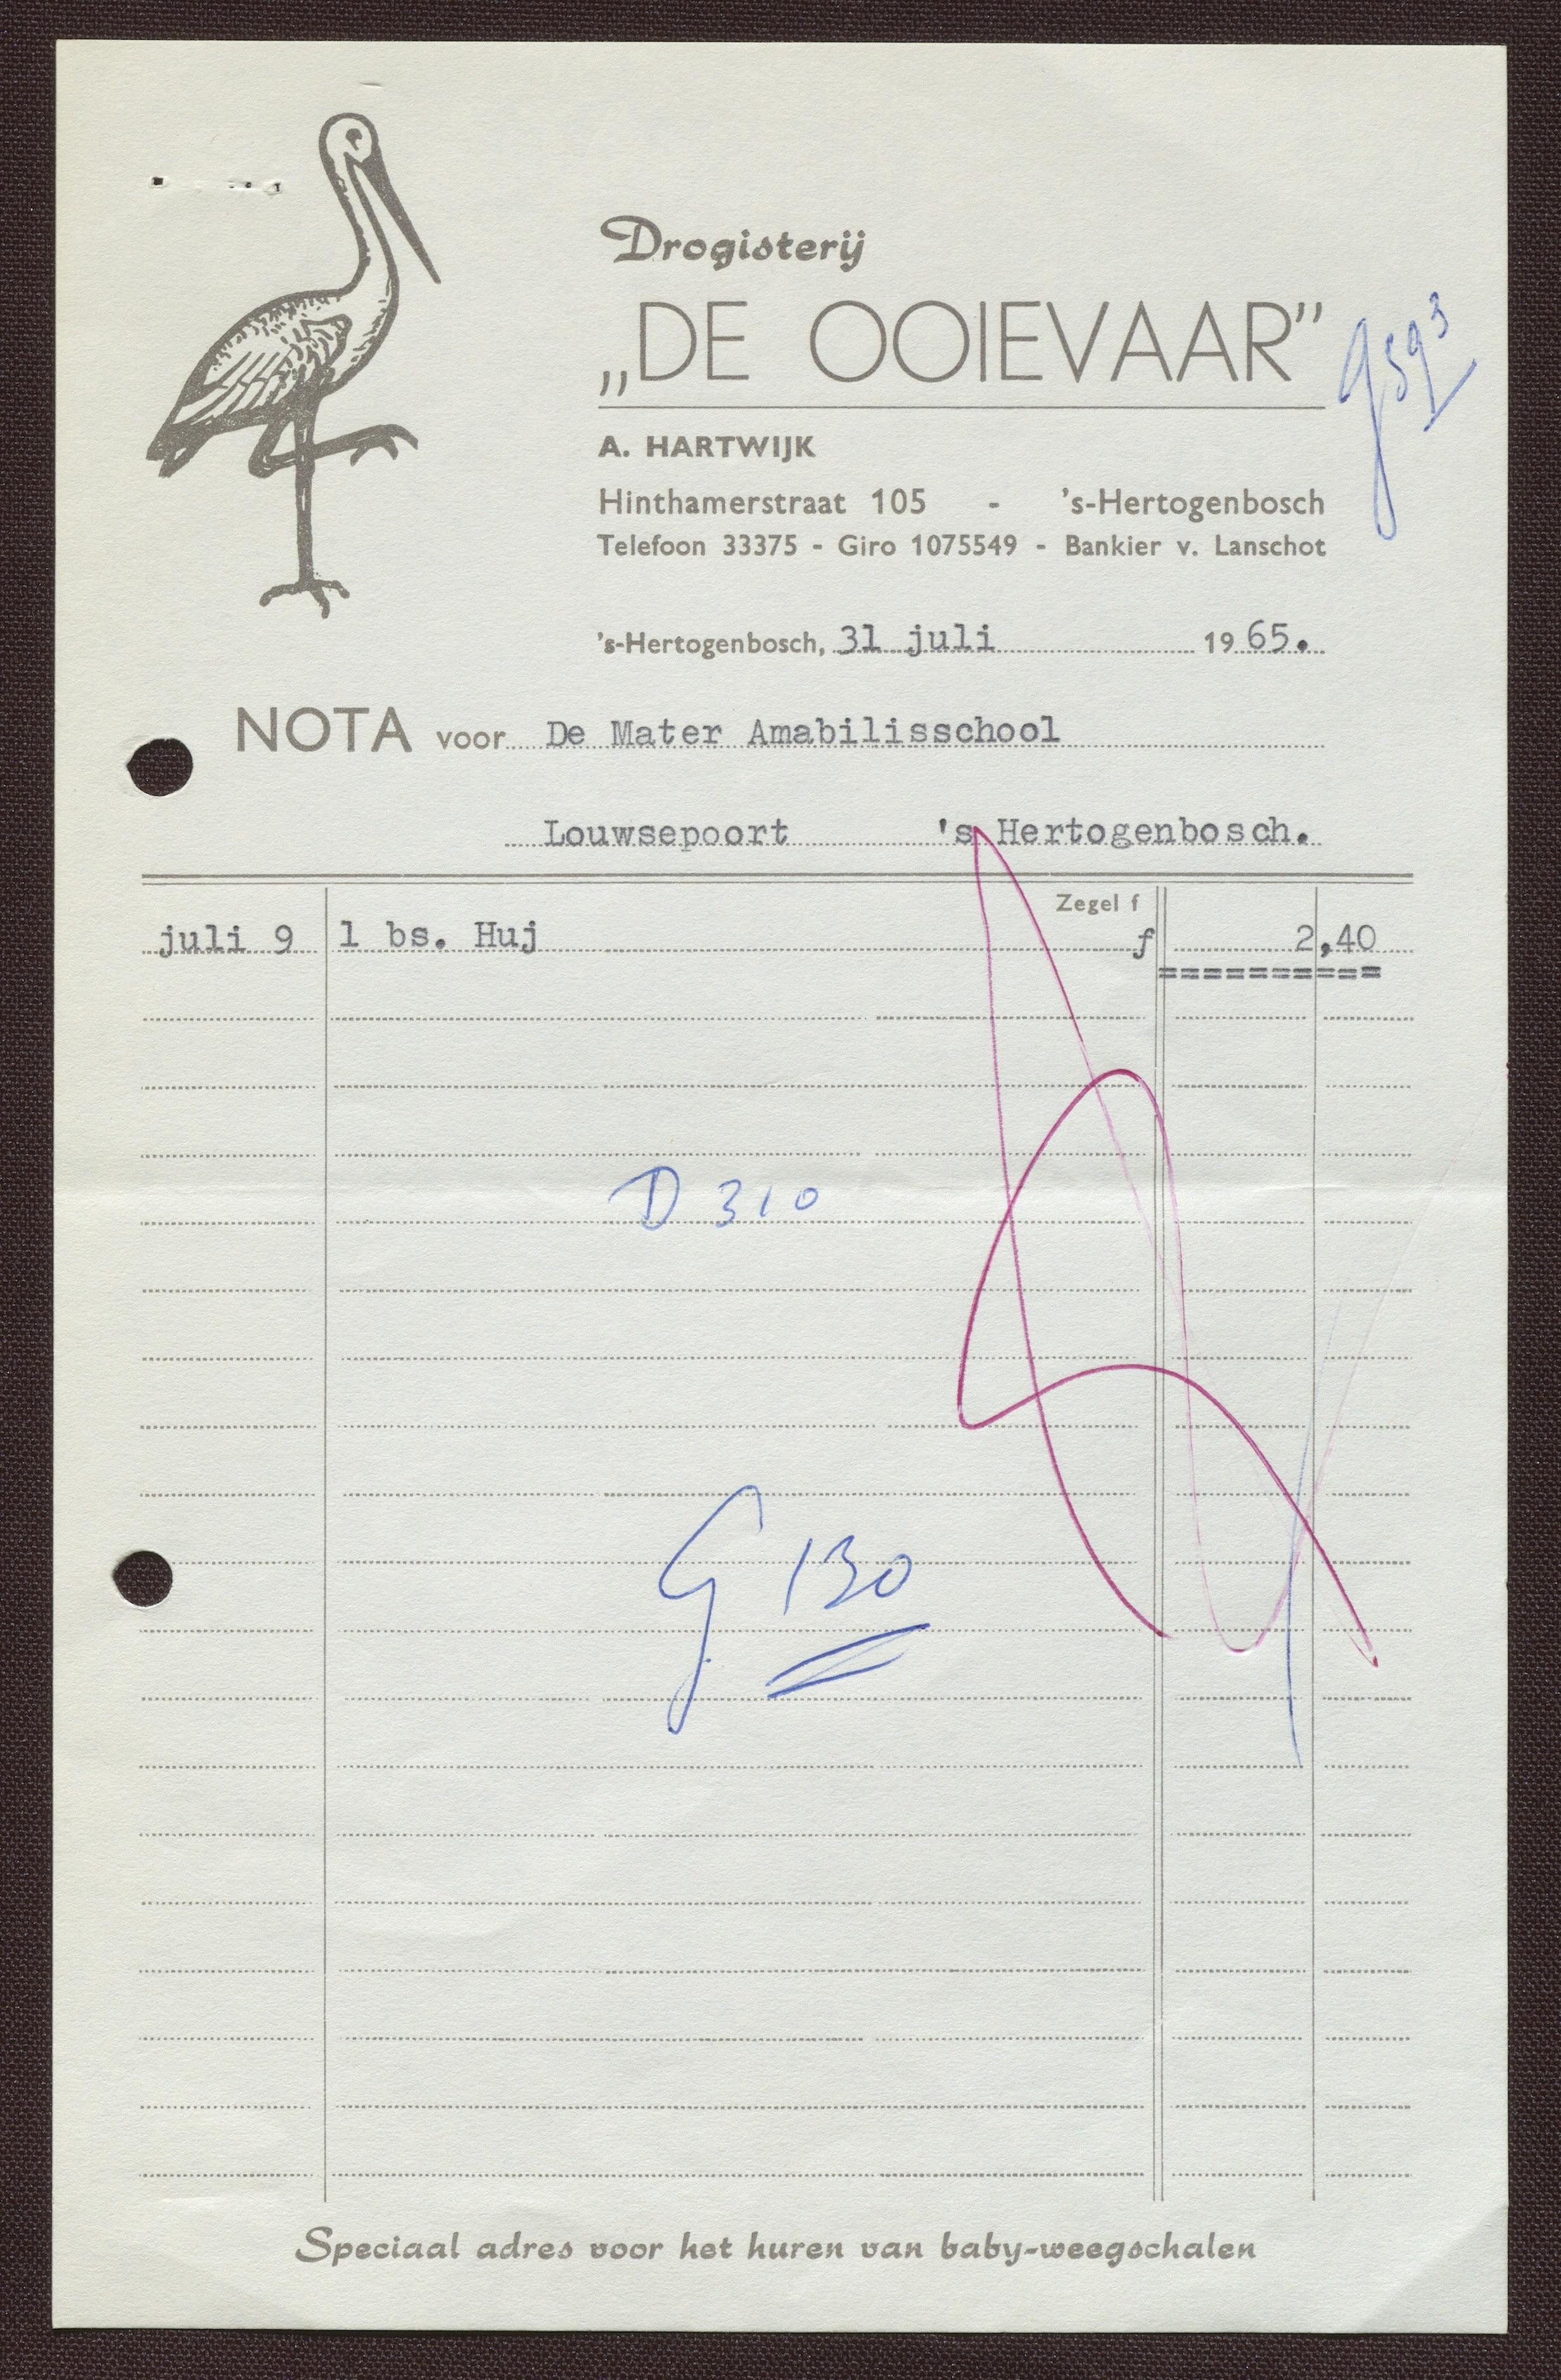 Drogisterij
„DE OOIEVAAR”
A. HARTWIJK
Hinthamerstraat 105 - 's-Hertogenbosch
Telefoon 33375 - Giro 1075549 - Bankier v. Lanschot
's-Hertogenbosch, 31 juli 19 65.
NOTA voor De Mater Amabilisschool
Louwsepoort 's Hertogenbosch.
Zegel f
juli 9 1 bs. Huj f 2,40
==========
D 310
G 130
Speciaal adres voor het huren van baby-weegschalen